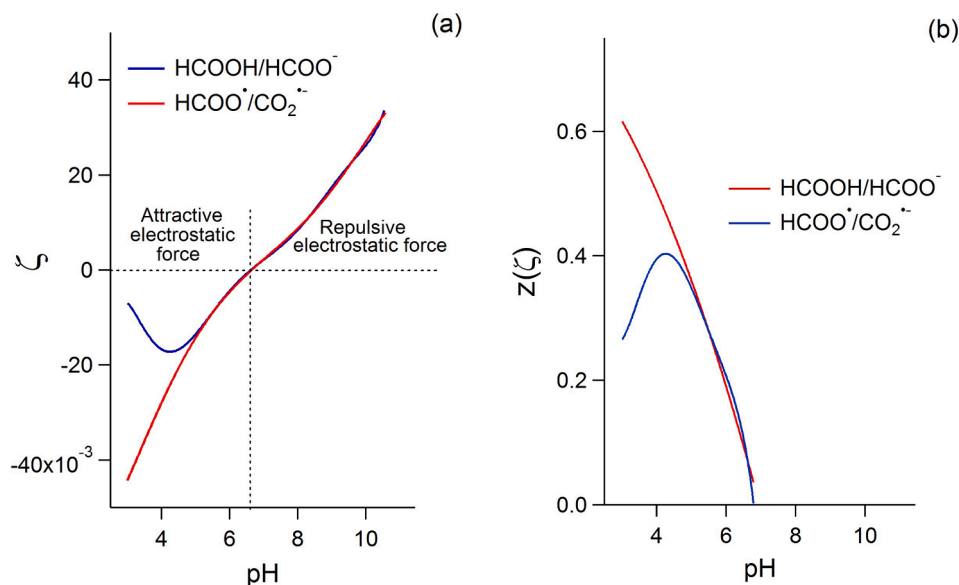 (a)
HCOOH/HCOO⁻
HCOO•/CO₂•⁻
40
20
0
-20
-40x10⁻³
ζ
Attractive
electrostatic
force
Repulsive
electrostatic force
4
6
8
10
pH
(b)
HCOOH/HCOO⁻
HCOO•/CO₂•⁻
0.6
0.4
0.2
0.0
z(ζ)
4
6
8
10
pH